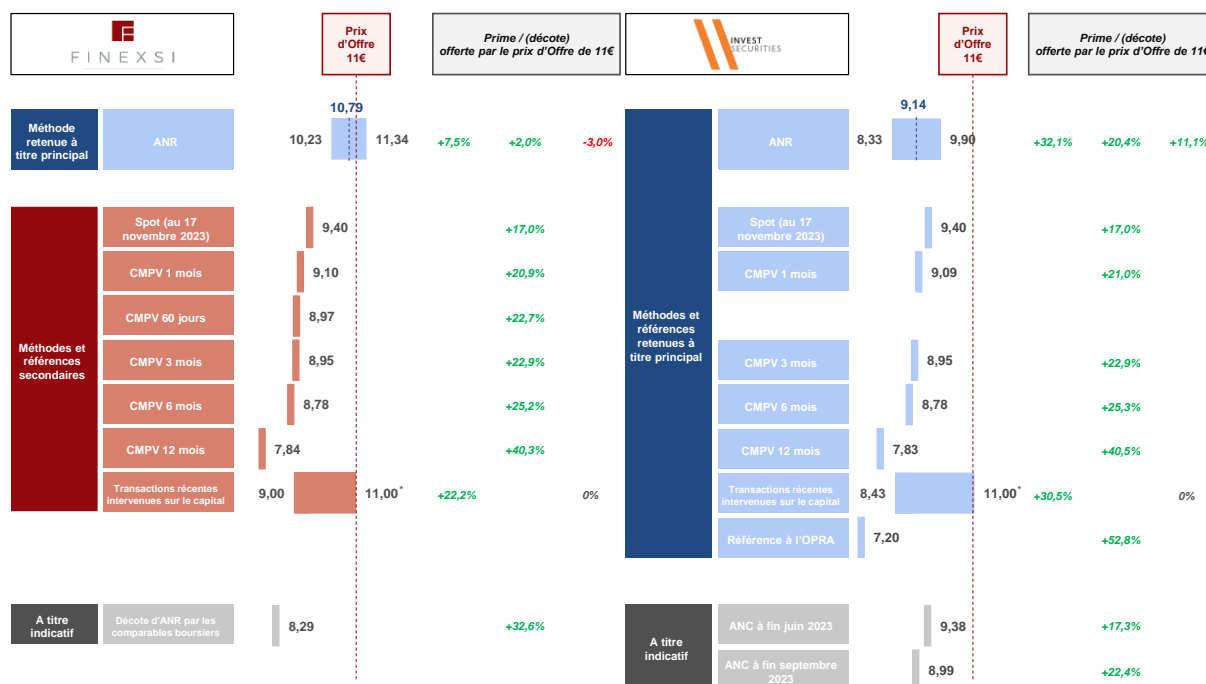 FINEXSI
Prix
d'Offre
11€
Prime / (décote)
offerte par le prix d'Offre de 11€
INVEST
SECURITIES
Prix
d'Offre
11€
Prime / (décote)
offerte par le prix d'Offre de 11€
Méthode
retenue à
titre principal
ANR
10,79
10,23
11,34
+7,5%
+2,0%
-3,0%
ANR
9,14
8,33
9,90
+32,1%
+20,4%
+11,1%
Méthodes et
références
secondaires
Spot (au 17
novembre 2023)
9,40
+17,0%
CMPV 1 mois
9,10
+20,9%
CMPV 60 jours
8,97
+22,7%
CMPV 3 mois
8,95
+22,9%
CMPV 6 mois
8,78
+25,2%
CMPV 12 mois
7,84
+40,3%
Transactions récentes
intervenues sur le capital
9,00
11,00*
+22,2%
0%
Méthodes et
références
retenues à
titre principal
Spot (au 17
novembre 2023)
9,40
+17,0%
CMPV 1 mois
9,09
+21,0%
CMPV 3 mois
8,95
+22,9%
CMPV 6 mois
8,78
+25,3%
CMPV 12 mois
7,83
+40,5%
Transactions récentes
intervenues sur le capital
8,43
11,00*
+30,5%
0%
Référence à l'OPRA
7,20
+52,8%
A titre
indicatif
Décote d'ANR par les
comparables boursiers
8,29
+32,6%
A titre
indicatif
ANC à fin juin 2023
9,38
+17,3%
ANC à fin septembre
2023
8,99
+22,4%